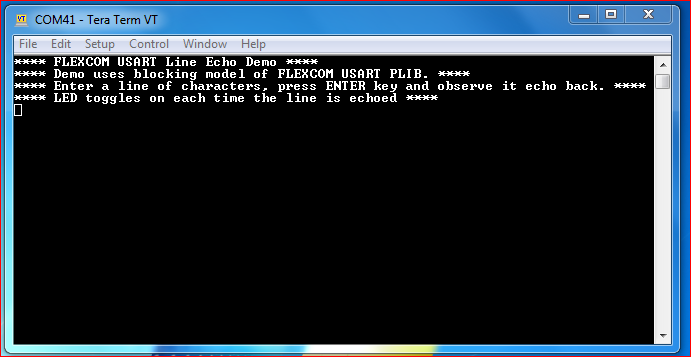 COM41 - Tera Term VT
File Edit Setup Control Window Help
**** FLEXCOM USART Line Echo Demo ****
**** Demo uses blocking model of FLEXCOM USART PLIB. ****
**** Enter a line of characters, press ENTER key and observe it echo back. ****
**** LED toggles on each time the line is echoed ****